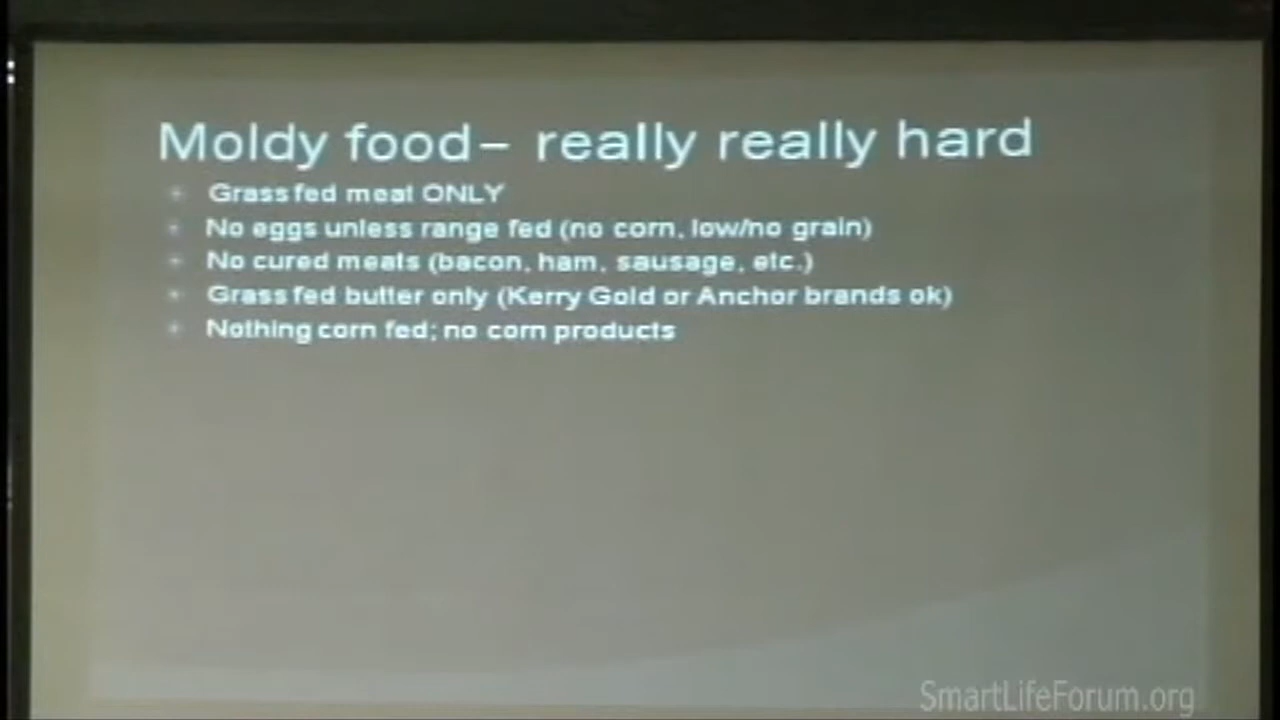 Moldy food– really really hard
Grass fed meat ONLY
No eggs unless range fed (no corn, low/no grain)
No cured meats (bacon, ham, sausage, etc.)
Grass fed butter only (Kerry Gold or Anchor brands ok)
Nothing corn fed; no corn products
SmartLifeForum.org